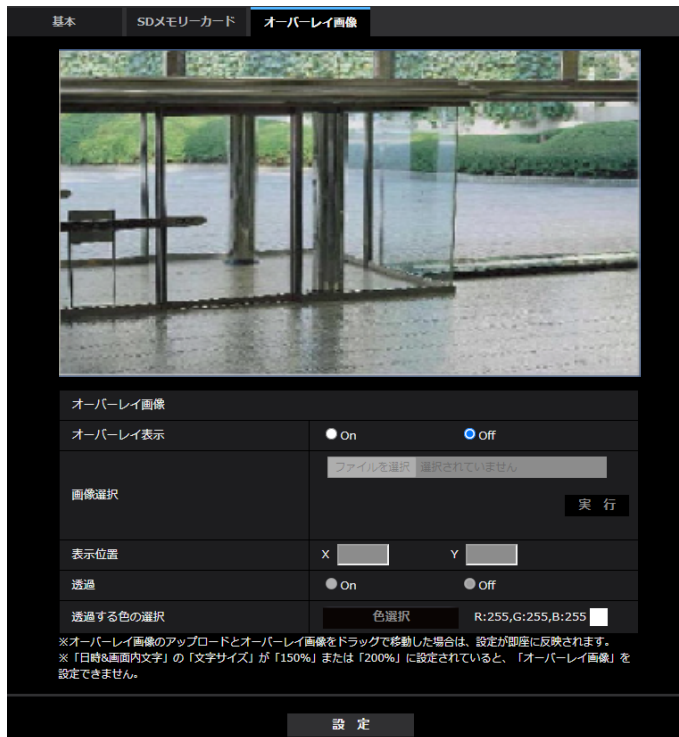 基本 SDメモリーカード オーバーレイ画像
オーバーレイ画像
オーバーレイ表示 On Off
ファイルを選択 選択されていません
画像選択
実 行
表示位置 X Y
透過 On Off
透過する色の選択 色選択 R:255,G:255,B:255
※オーバーレイ画像のアップロードとオーバーレイ画像をドラッグで移動した場合は、設定が即座に反映されます。
※「日時&画面内文字」の「文字サイズ」が「150%」または「200%」に設定されていると、「オーバーレイ画像」を
設定できません。
設 定